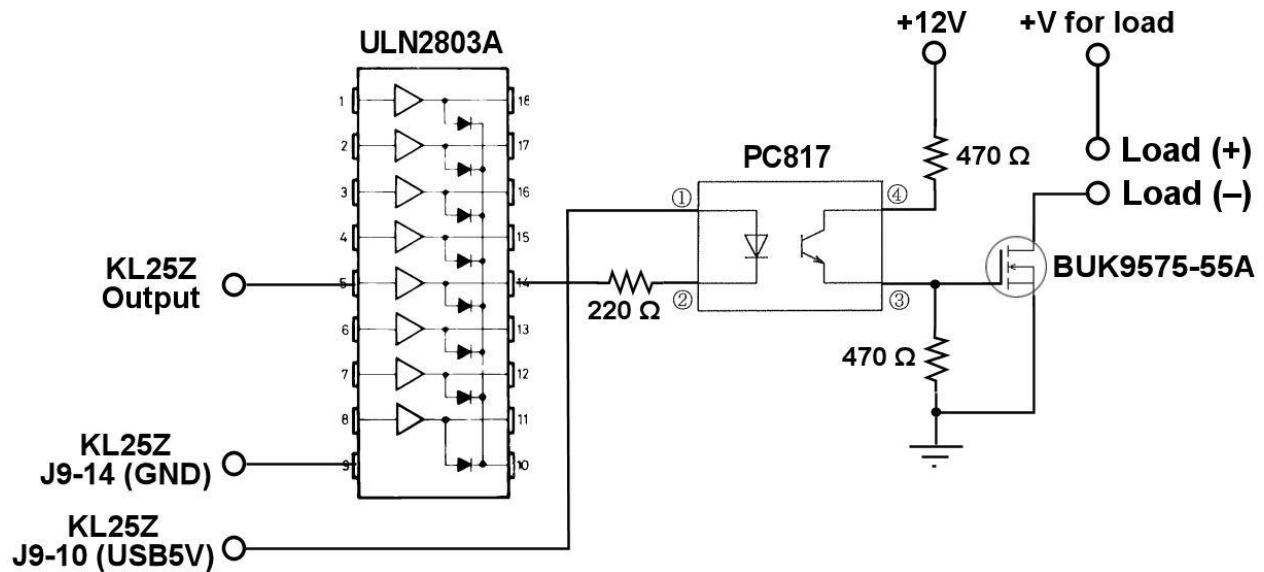 ULN2803A
+12V
+V for load
1
18
2
17
3
16
4
15
5
14
6
13
7
12
8
11
9
10
KL25Z
Output
KL25Z
J9-14 (GND)
KL25Z
J9-10 (USB5V)
220 Ω
PC817
①
②
③
④
470 Ω
470 Ω
Load (+)
Load (–)
BUK9575-55A